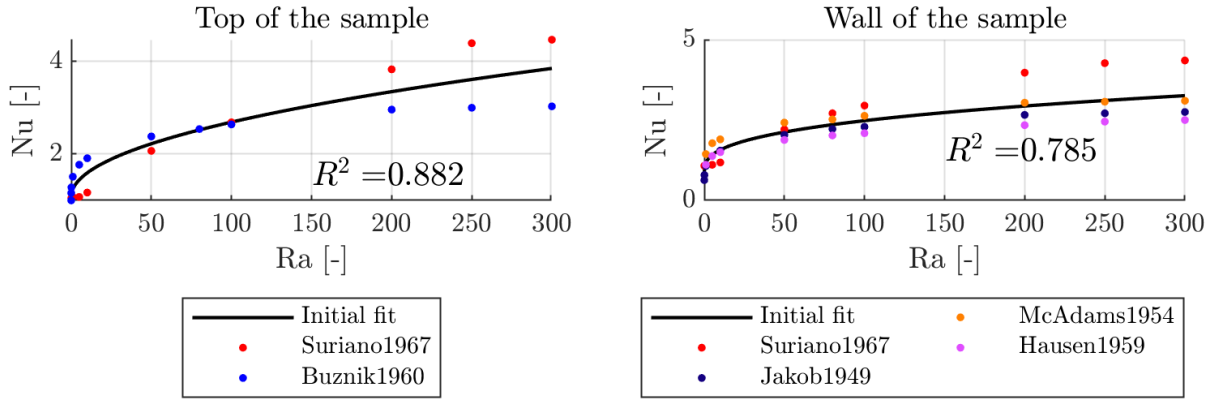 Top of the sample
Nu [-]
4
2
R² =0.882
0 50 100 150 200 250 300
Ra [-]
Initial fit
Suriano1967
Buznik1960
Wall of the sample
Nu [-]
5
0
R² =0.785
0 50 100 150 200 250 300
Ra [-]
Initial fit
Suriano1967
Jakob1949
McAdams1954
Hausen1959